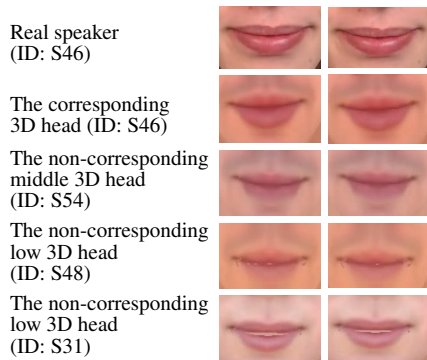 Real speaker
(ID: S46)
The corresponding
3D head (ID: S46)
The non-corresponding
middle 3D head
(ID: S54)
The non-corresponding
low 3D head
(ID: S48)
The non-corresponding
low 3D head
(ID: S31)